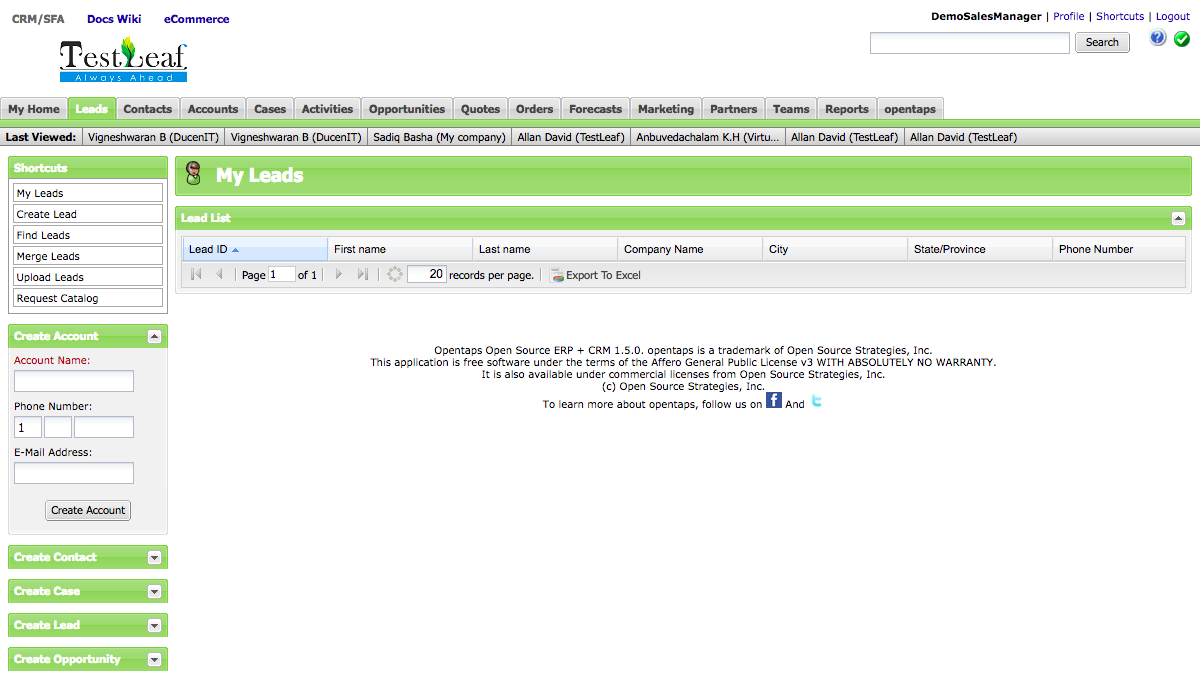 CRM/SFA Docs Wiki eCommerce
DemoSalesManager | Profile | Shortcuts | Logout
TestLeaf
Always Ahead
Search
My Home Leads Contacts Accounts Cases Activities Opportunities Quotes Orders Forecasts Marketing Partners Teams Reports opentaps
Last Viewed: Vigneshwaran B (DucenIT) Vigneshwaran B (DucenIT) Sadiq Basha (My company) Allan David (TestLeaf) Anbuvedachalam K.H (Virtu... Allan David (TestLeaf) Allan David (TestLeaf)
Shortcuts
My Leads
Create Lead
Find Leads
Merge Leads
Upload Leads
Request Catalog
Create Account
Account Name:
Phone Number:
1
E-Mail Address:
Create Account
Create Contact
Create Case
Create Lead
Create Opportunity
My Leads
Lead List
Lead ID First name Last name Company Name City State/Province Phone Number
Page 1 of 1 20 records per page. Export To Excel
Opentaps Open Source ERP + CRM 1.5.0. opentaps is a trademark of Open Source Strategies, Inc.
This application is free software under the terms of the Affero General Public License v3 WITH ABSOLUTELY NO WARRANTY.
It is also available under commercial licenses from Open Source Strategies, Inc.
(c) Open Source Strategies, Inc.
To learn more about opentaps, follow us on f And t